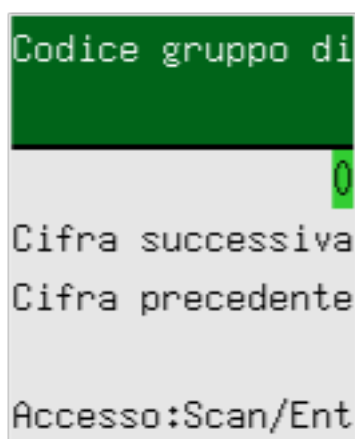 Codice gruppo di
0
Cifra successiva
Cifra precedente
Accesso:Scan/Ent